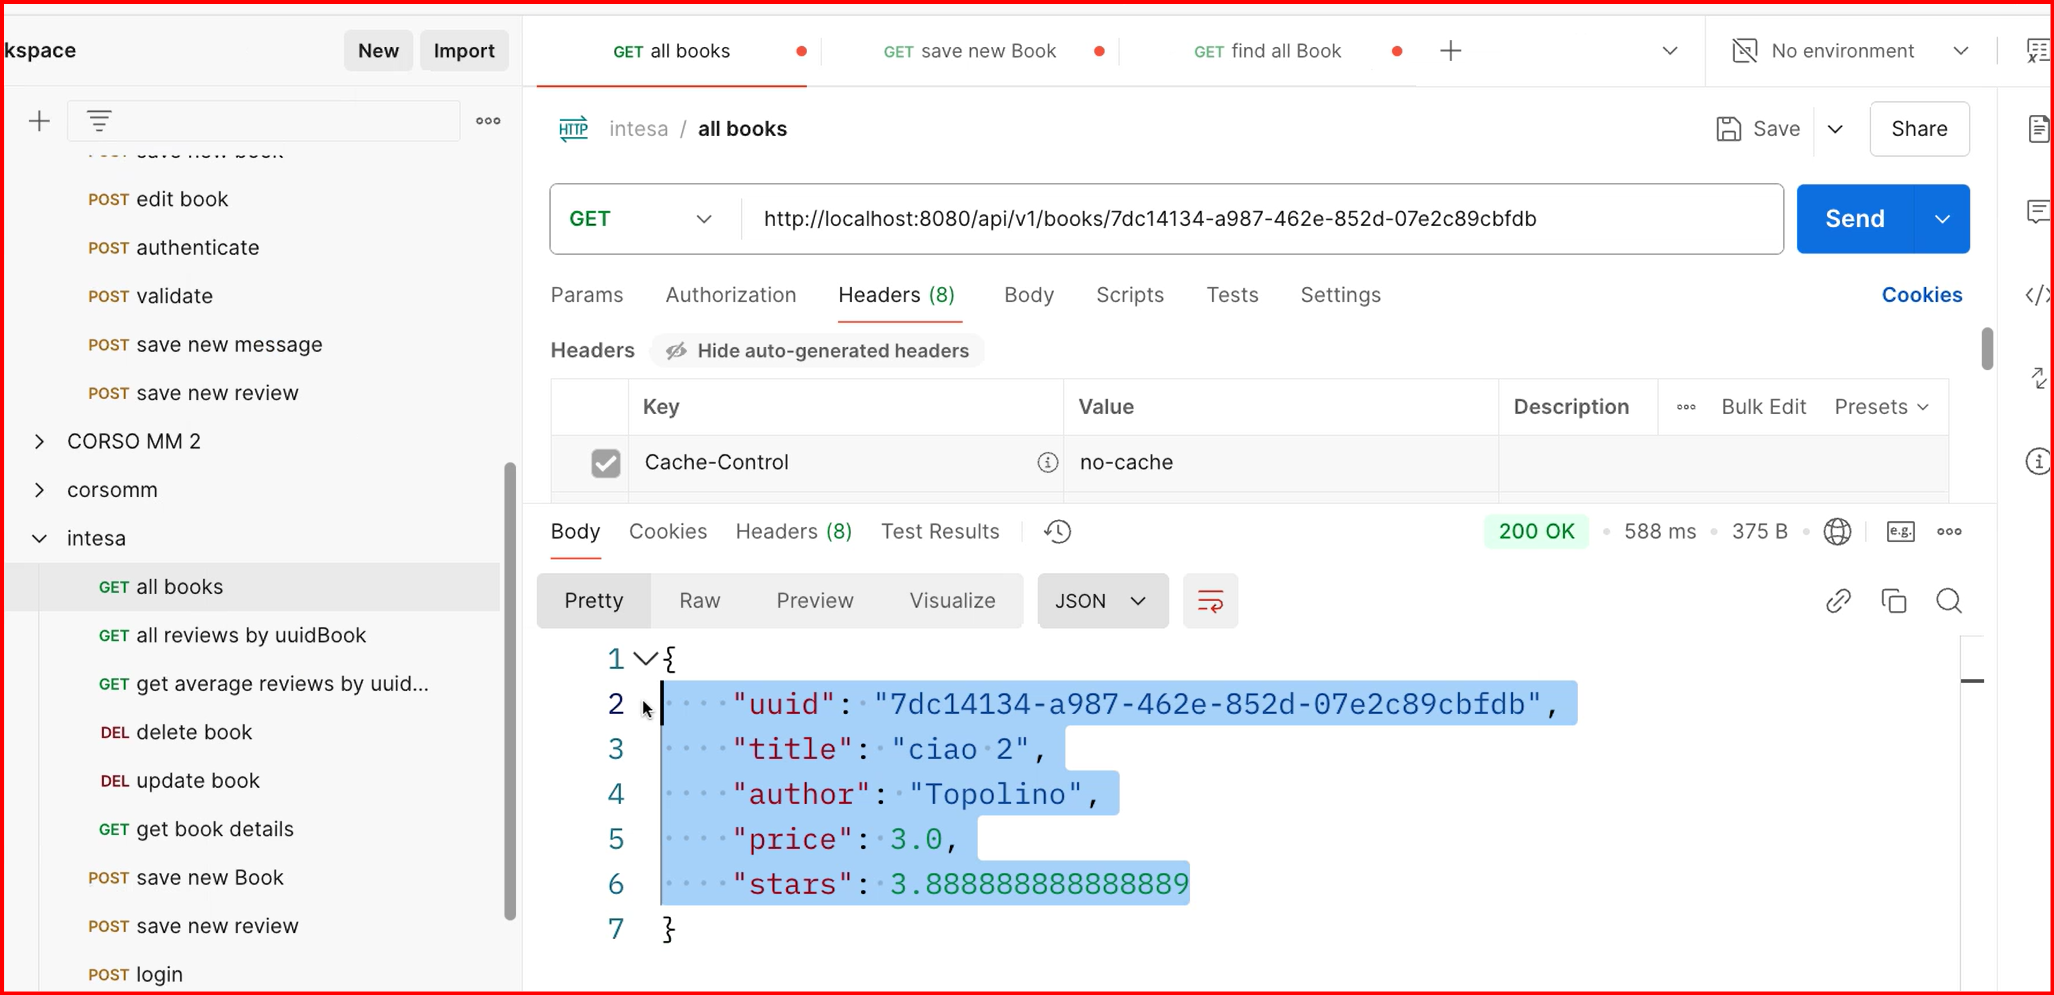 kspace
New
Import
GET all books
GET save new Book
GET find all Book
No environment
HTTP intesa / all books
Save
Share
GET
http://localhost:8080/api/v1/books/7dc14134-a987-462e-852d-07e2c89cbfdb
Send
Params
Authorization
Headers (8)
Body
Scripts
Tests
Settings
Cookies
Headers
Hide auto-generated headers
Key
Value
Description
Bulk Edit
Presets
Cache-Control
no-cache
POST edit book
POST authenticate
POST validate
POST save new message
POST save new review
CORSO MM 2
corsomm
intesa
GET all books
GET all reviews by uuidBook
GET get average reviews by uuid...
DEL delete book
DEL update book
GET get book details
POST save new Book
POST save new review
POST login
Body
Cookies
Headers (8)
Test Results
200 OK
588 ms
375 B
e.g.
Pretty
Raw
Preview
Visualize
JSON
1 {
2 "uuid": "7dc14134-a987-462e-852d-07e2c89cbfdb",
3 "title": "ciao 2",
4 "author": "Topolino",
5 "price": 3.0,
6 "stars": 3.888888888888889
7 }